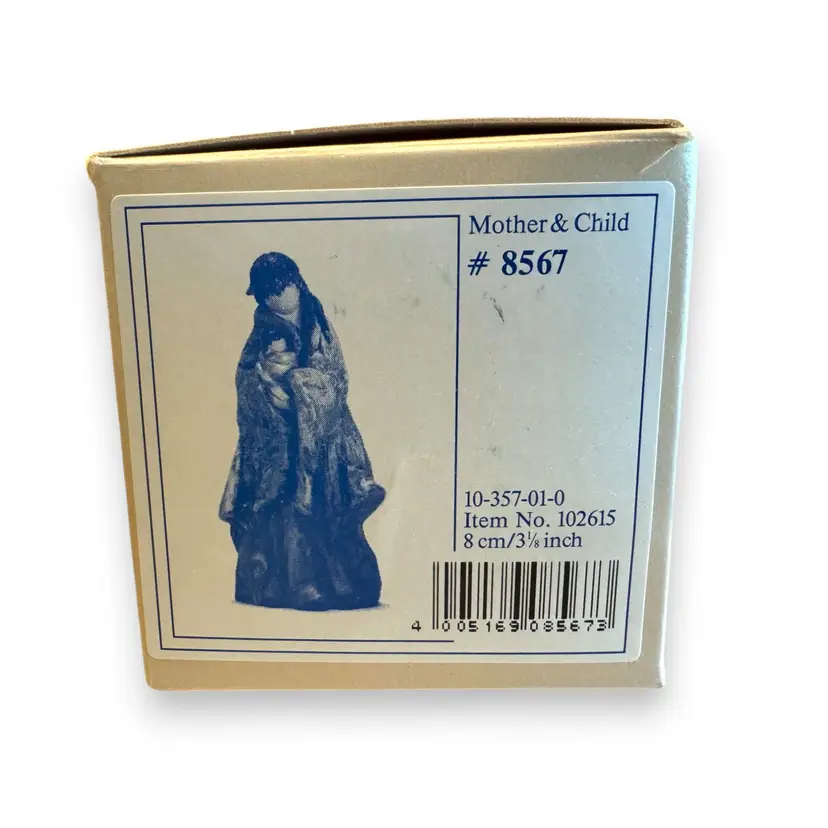 Mother & Child
# 8567
10-357-01-0
Item No. 102615
8 cm/3⅛ inch
4 005169 085673